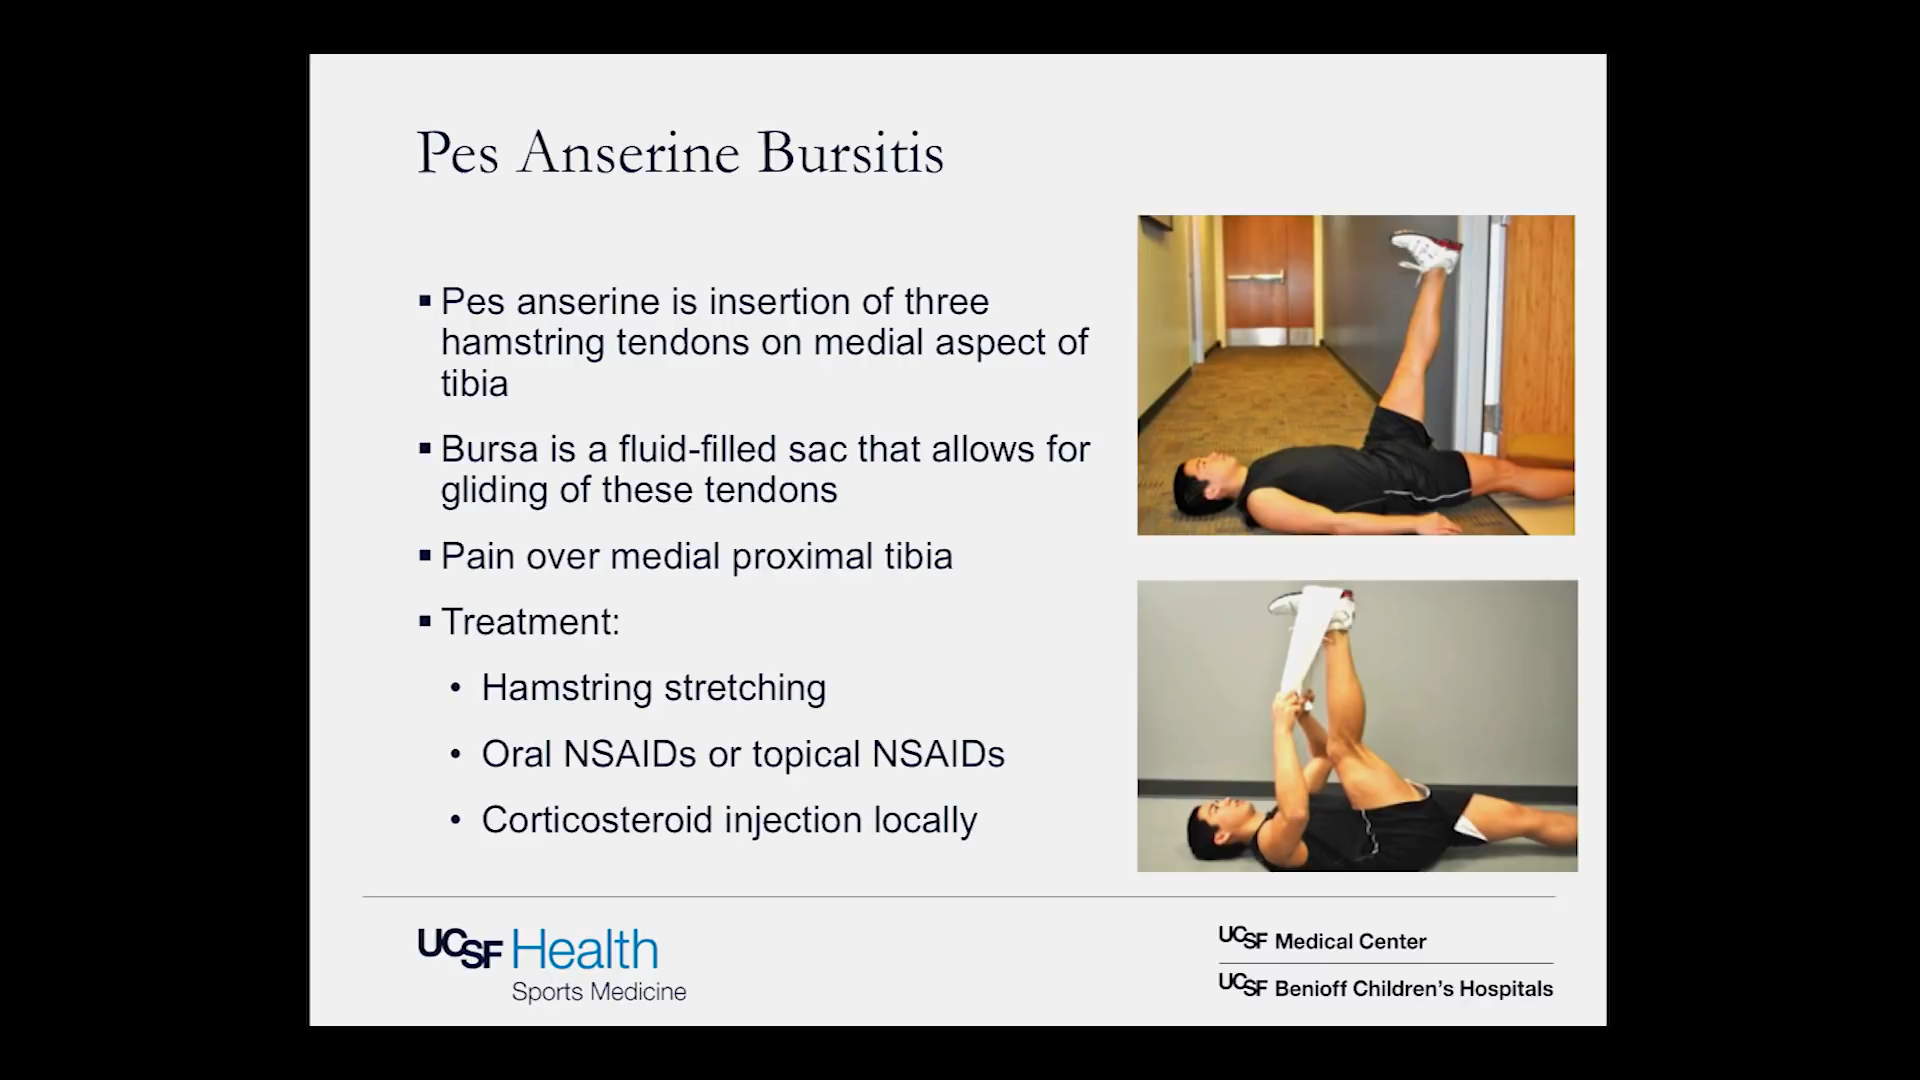 Pes Anserine Bursitis
▪ Pes anserine is insertion of three
hamstring tendons on medial aspect of
tibia
▪ Bursa is a fluid-filled sac that allows for
gliding of these tendons
▪ Pain over medial proximal tibia
▪ Treatment:
• Hamstring stretching
• Oral NSAIDs or topical NSAIDs
• Corticosteroid injection locally
UCSF Health
Sports Medicine
UCSF Medical Center
UCSF Benioff Children's Hospitals